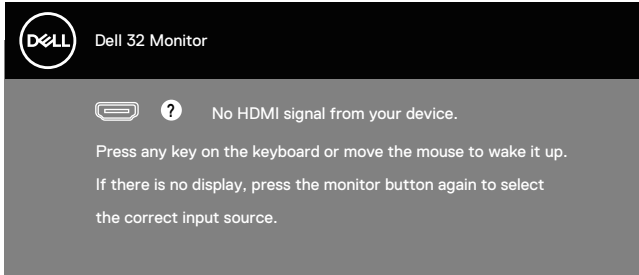 DELL
Dell 32 Monitor
? No HDMI signal from your device.
Press any key on the keyboard or move the mouse to wake it up.
If there is no display, press the monitor button again to select
the correct input source.